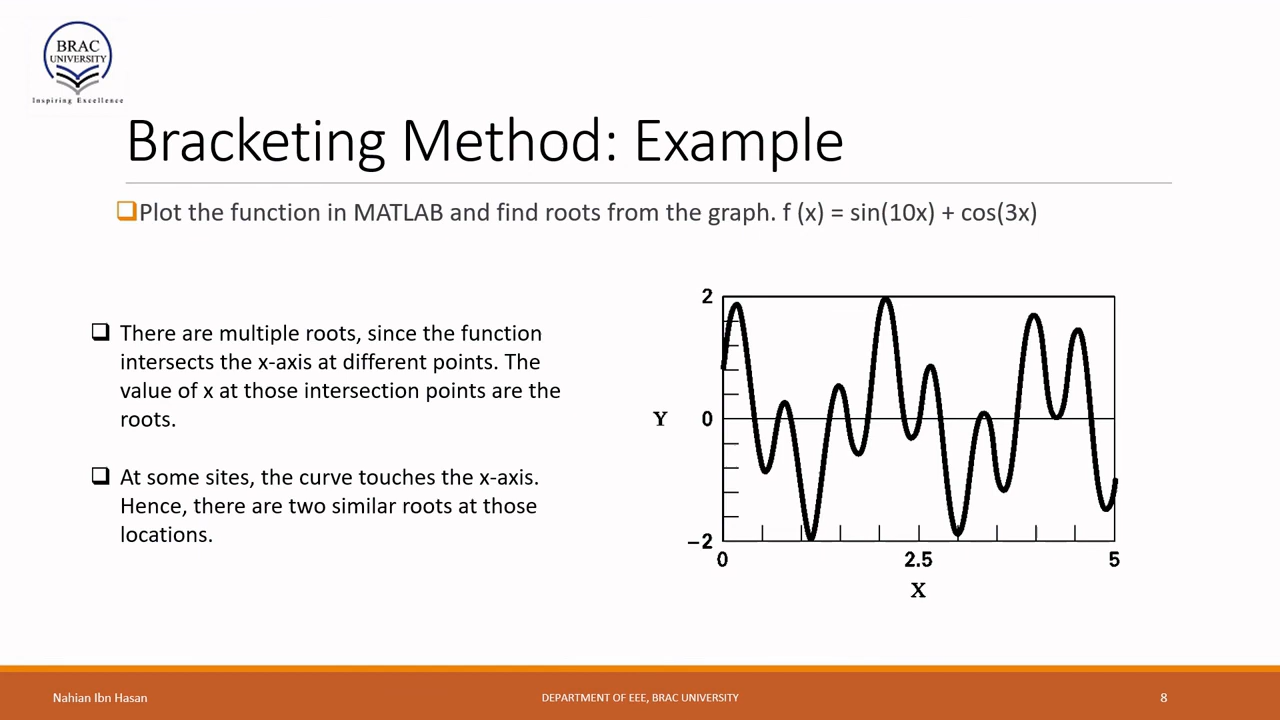 BRAC
UNIVERSITY
Inspiring Excellence
Bracketing Method: Example
Plot the function in MATLAB and find roots from the graph. f (x) = sin(10x) + cos(3x)
There are multiple roots, since the function
intersects the x-axis at different points. The
value of x at those intersection points are the
roots.
At some sites, the curve touches the x-axis.
Hence, there are two similar roots at those
locations.
2
Y
0
−2
0
2.5
5
X
Nahian Ibn Hasan
DEPARTMENT OF EEE, BRAC UNIVERSITY
8